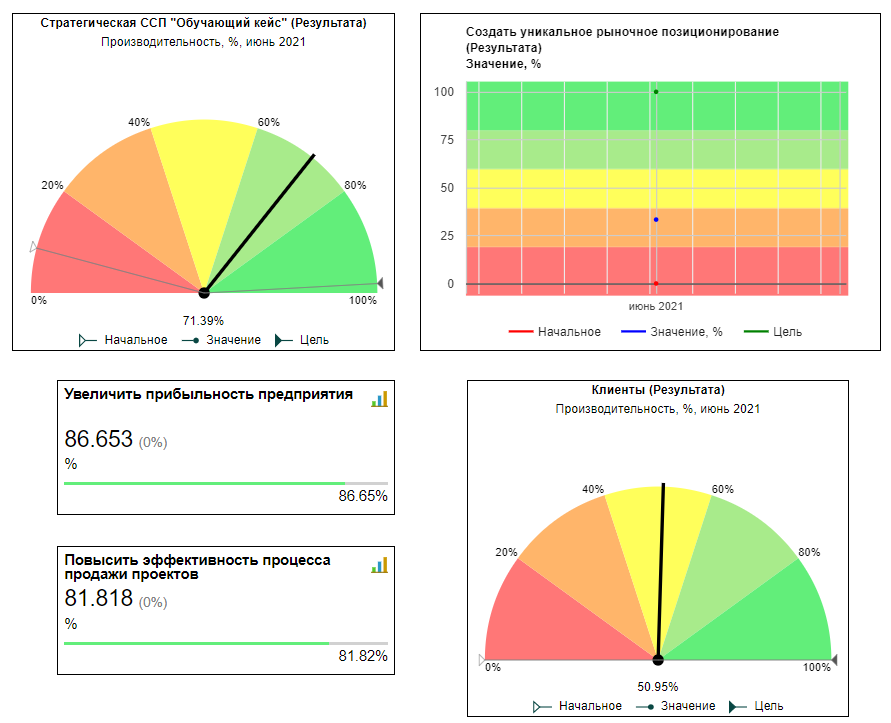 Стратегическая ССП "Обучающий кейс" (Результата)
Производительность, %, июнь 2021
40%
60%
20%
80%
0%
100%
71.39%
Начальное
Значение
Цель
Создать уникальное рыночное позиционирование
(Результата)
Значение, %
100
75
50
25
0
июнь 2021
Начальное
Значение, %
Цель
Увеличить прибыльность предприятия
86.653 (0%)
%
86.65%
Повысить эффективность процесса
продажи проектов
81.818 (0%)
%
81.82%
Клиенты (Результата)
Производительность, %, июнь 2021
40%
60%
20%
80%
0%
100%
50.95%
Начальное
Значение
Цель